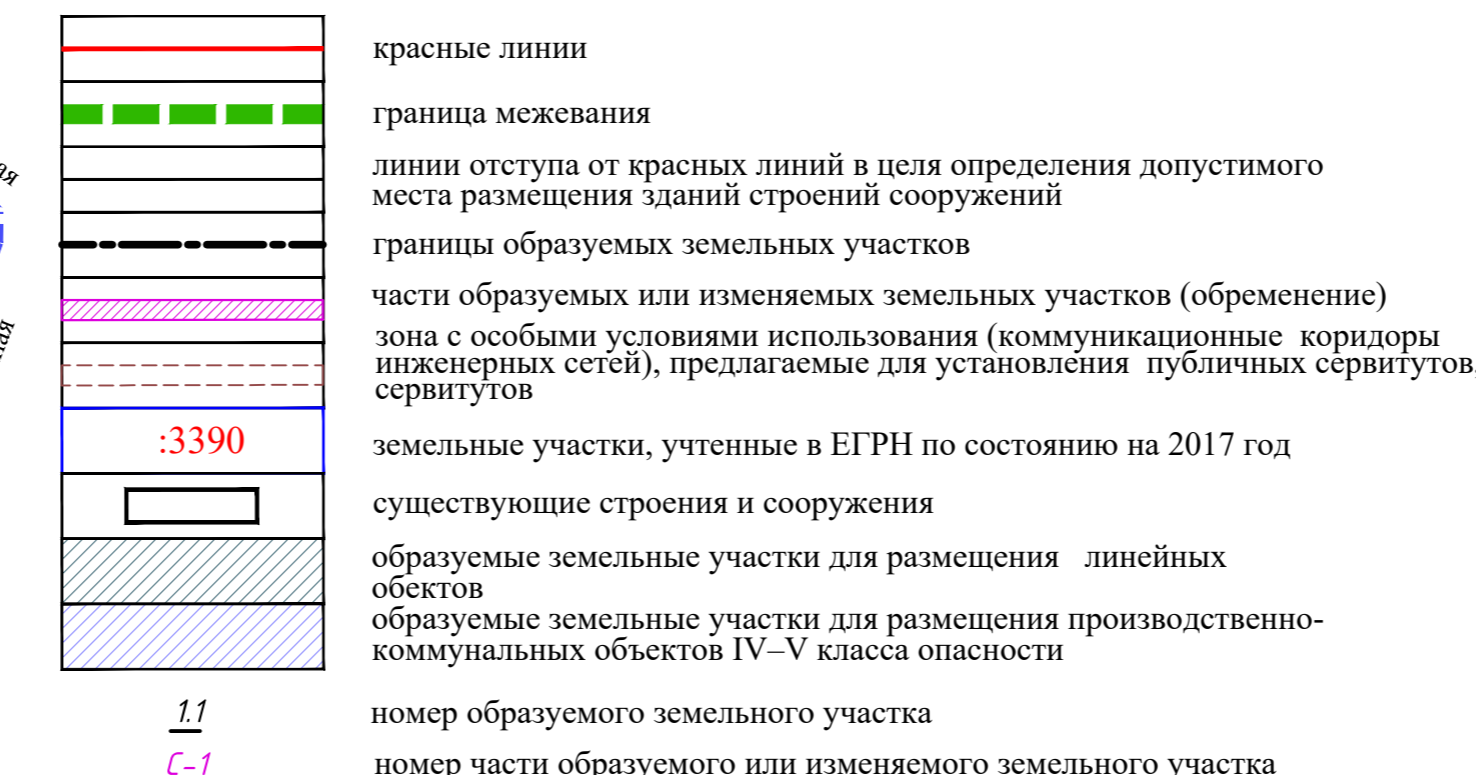 красные линии
граница межевания
линии отступа от красных линий в целя определения допустимого
места размещения зданий строений сооружений
границы образуемых земельных участков
части образуемых или изменяемых земельных участков (обременение)
зона с особыми условиями использования (коммуникационные коридоры
инженерных сетей), предлагаемые для установления публичных сервитутов,
сервитутов
:3390 земельные участки, учтенные в ЕГРН по состоянию на 2017 год
существующие строения и сооружения
образуемые земельные участки для размещения линейных
обектов
образуемые земельные участки для размещения производственно-
коммунальных объектов IV–V класса опасности
1.1 номер образуемого земельного участка
С-1 номер части образуемого или изменяемого земельного участка